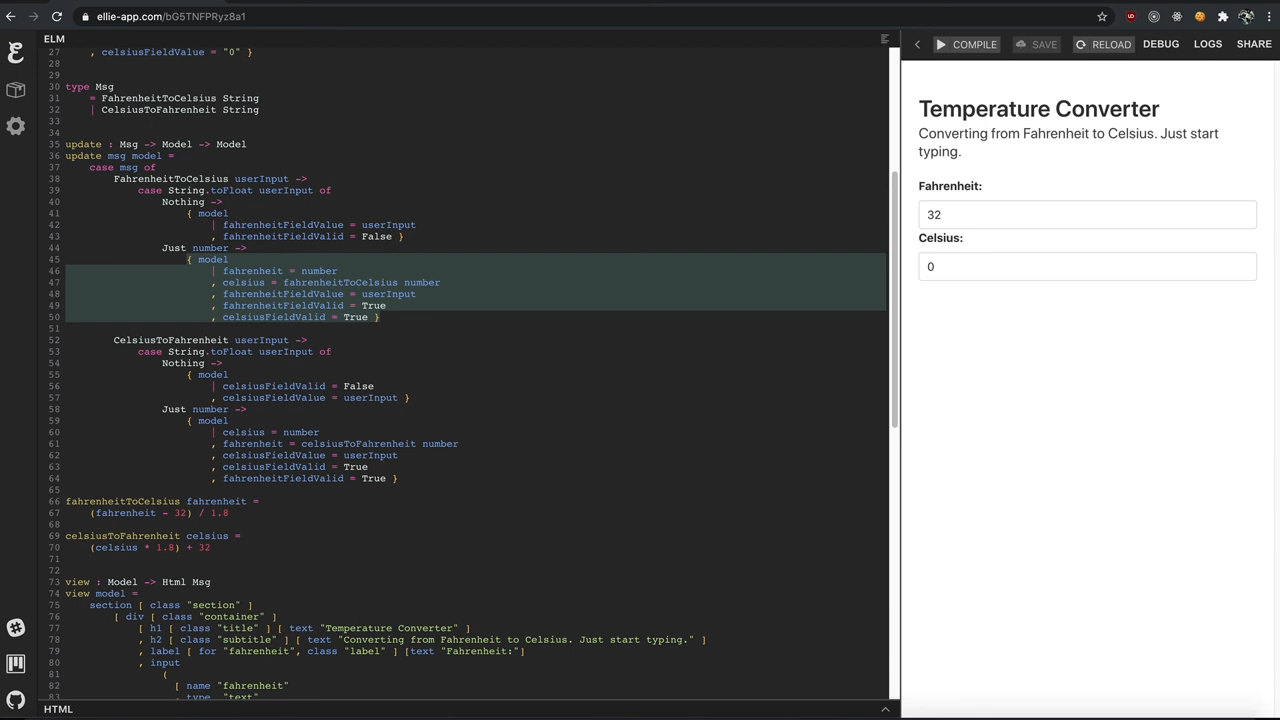 ellie-app.com/bG5TNFPRyz8a1
ELM
COMPILE
SAVE
RELOAD
DEBUG
LOGS
SHARE
27 , celsiusFieldValue = "0" }
28
29
30 type Msg
31 = FahrenheitToCelsius String
32 | CelsiusToFahrenheit String
33
34
35 update : Msg -> Model -> Model
36 update msg model =
37 case msg of
38 FahrenheitToCelsius userInput ->
39 case String.toFloat userInput of
40 Nothing ->
41 { model
42 | fahrenheitFieldValue = userInput
43 , fahrenheitFieldValid = False }
44 Just number ->
45 { model
46 | fahrenheit = number
47 , celsius = fahrenheitToCelsius number
48 , fahrenheitFieldValue = userInput
49 , fahrenheitFieldValid = True
50 , celsiusFieldValid = True }
51
52 CelsiusToFahrenheit userInput ->
53 case String.toFloat userInput of
54 Nothing ->
55 { model
56 | celsiusFieldValid = False
57 , celsiusFieldValue = userInput }
58 Just number ->
59 { model
60 | celsius = number
61 , fahrenheit = celsiusToFahrenheit number
62 , celsiusFieldValue = userInput
63 , celsiusFieldValid = True
64 , fahrenheitFieldValid = True }
65
66 fahrenheitToCelsius fahrenheit =
67 (fahrenheit - 32) / 1.8
68
69 celsiusToFahrenheit celsius =
70 (celsius * 1.8) + 32
71
72
73 view : Model -> Html Msg
74 view model =
75 section [ class "section" ]
76 [ div [ class "container" ]
77 [ h1 [ class "title" ] [ text "Temperature Converter" ]
78 , h2 [ class "subtitle" ] [ text "Converting from Fahrenheit to Celsius. Just start typing." ]
79 , label [ for "fahrenheit", class "label" ] [text "Fahrenheit:"]
80 , input
81 (
82 [ name "fahrenheit"
83 , type_ "text"
HTML
Temperature Converter
Converting from Fahrenheit to Celsius. Just start
typing.
Fahrenheit:
32
Celsius:
0